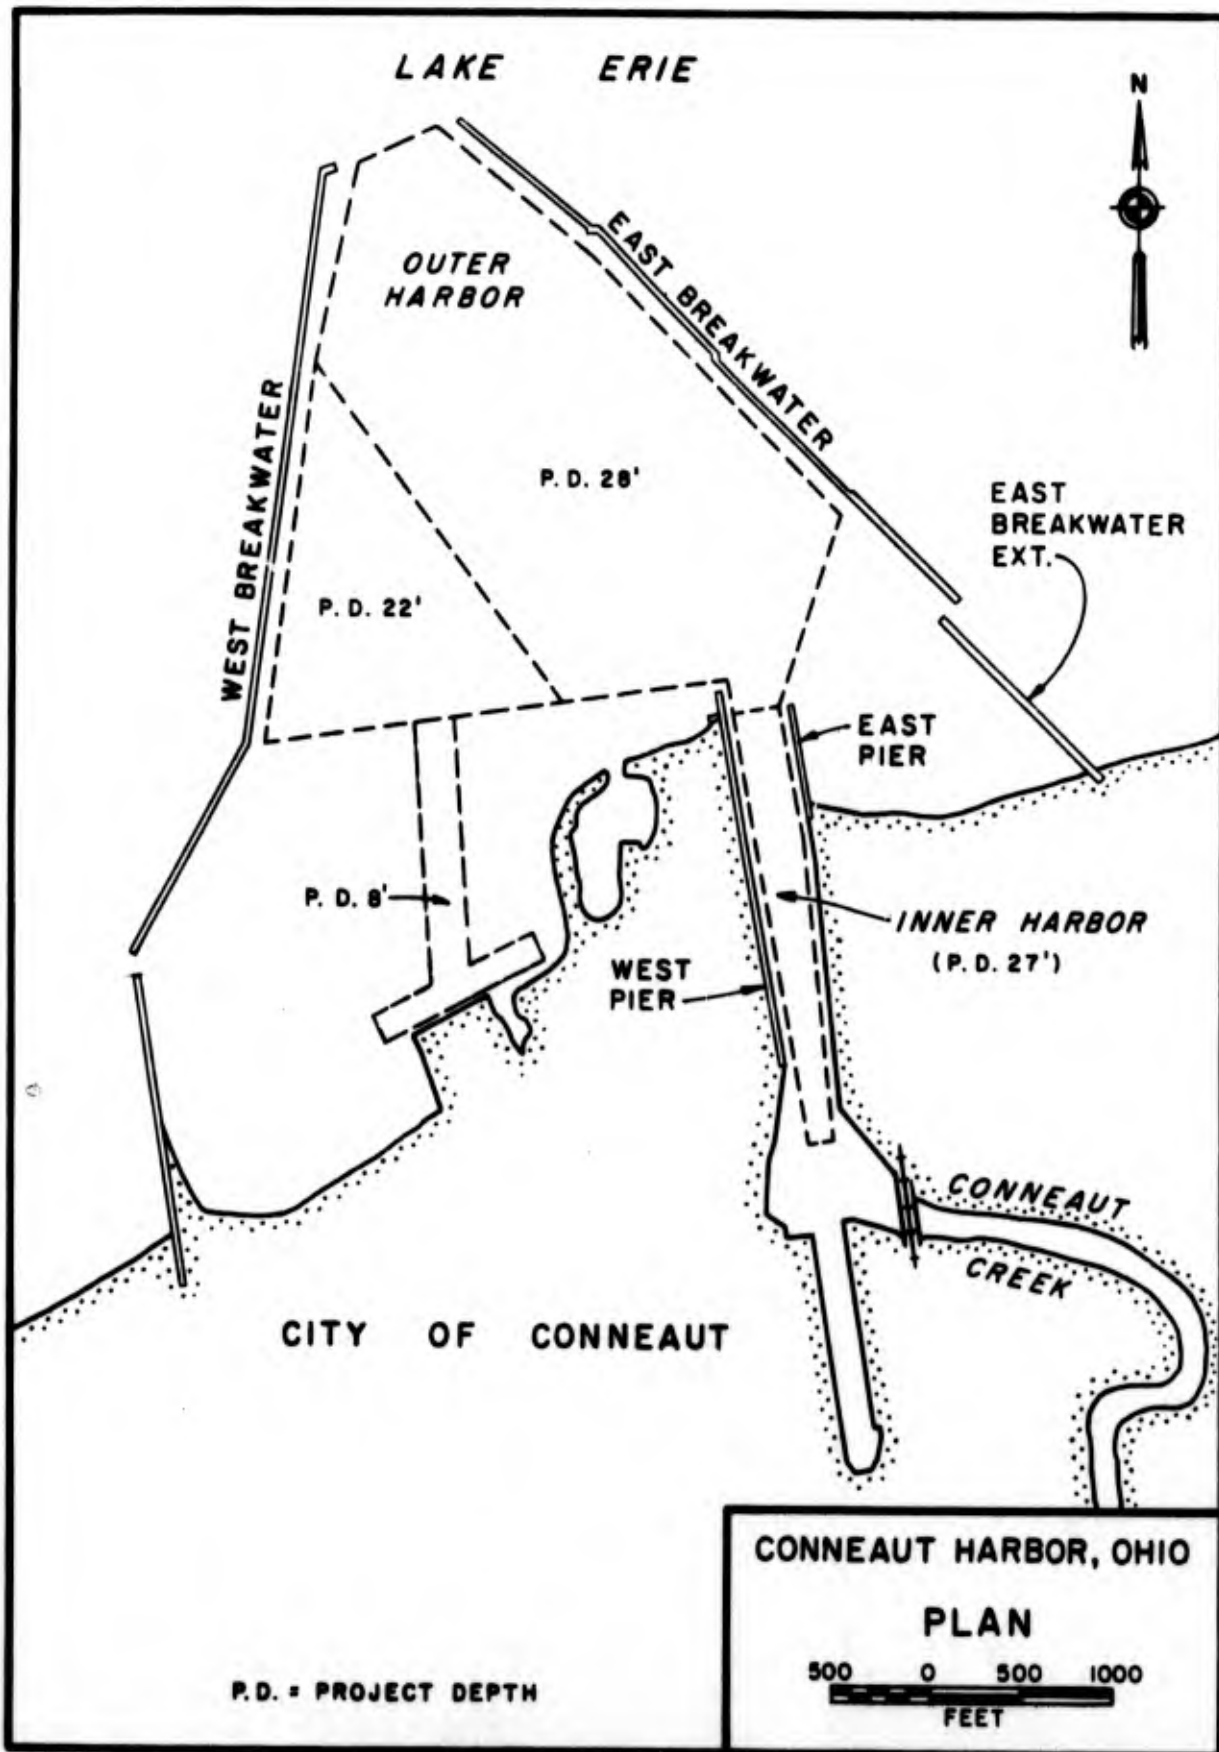 LAKE ERIE
N
OUTER
HARBOR
EAST BREAKWATER
WEST BREAKWATER
P. D. 28'
EAST
BREAKWATER
EXT.
P. D. 22'
EAST
PIER
P. D. 8'
INNER HARBOR
(P. D. 27')
WEST
PIER
CONNEAUT
CREEK
CITY OF CONNEAUT
CONNEAUT HARBOR, OHIO
PLAN
500 0 500 1000
FEET
P.D. = PROJECT DEPTH